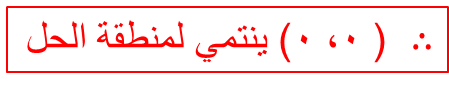 ∴ ( ٠، ٠) ينتمي لمنطقة الحل